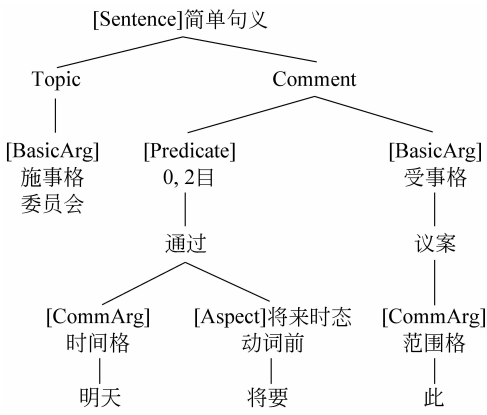 [Sentence]简单句义
Topic
Comment
[BasicArg]
施事格
委员会
[Predicate]
0, 2目
[BasicArg]
受事格
通过
议案
[CommArg]
时间格
[Aspect]将来时态
动词前
[CommArg]
范围格
明天
将要
此